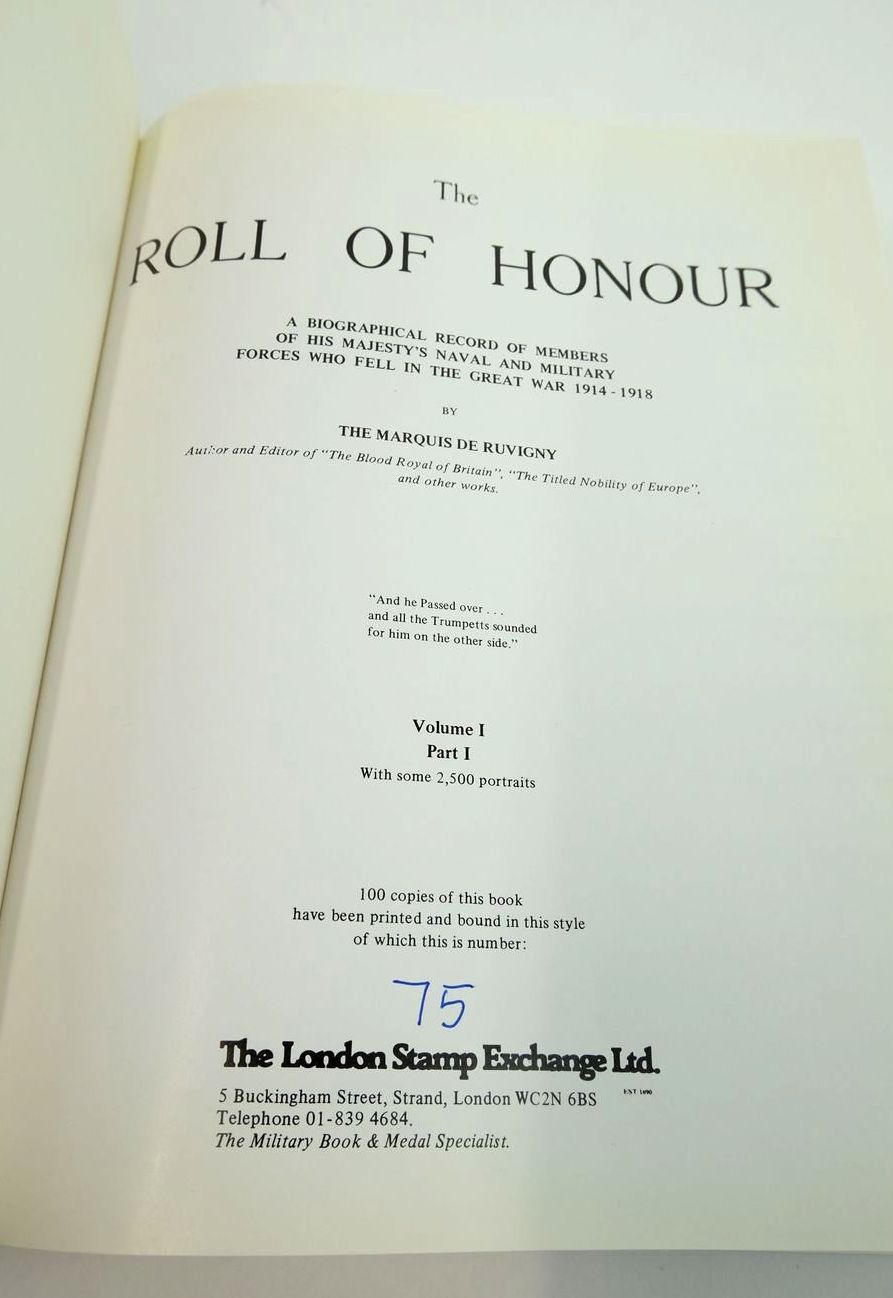 The
ROLL OF HONOUR
A BIOGRAPHICAL RECORD OF MEMBERS
OF HIS MAJESTY'S NAVAL AND MILITARY
FORCES WHO FELL IN THE GREAT WAR 1914-1918
BY
THE MARQUIS DE RUVIGNY
Author and Editor of "The Blood Royal of Britain", "The Titled Nobility of Europe",
and other works.
"And he Passed over . . .
and all the Trumpetts sounded
for him on the other side."
Volume I
Part I
With some 2,500 portraits
100 copies of this book
have been printed and bound in this style
of which this is number:
75
The London Stamp Exchange Ltd.
5 Buckingham Street, Strand, London WC2N 6BS
Telephone 01-839 4684.
The Military Book & Medal Specialist.